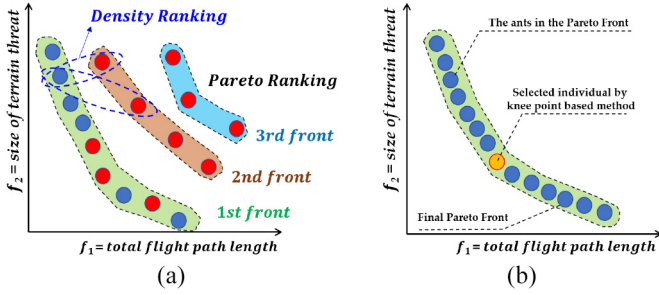 Density Ranking
Pareto Ranking
3rd front
2nd front
1st front
f₂ = size of terrain threat
f₁ = total flight path length
(a)
The ants in the Pareto Front
Selected individual by
knee point based method
Final Pareto Front
f₂ = size of terrain threat
f₁ = total flight path length
(b)